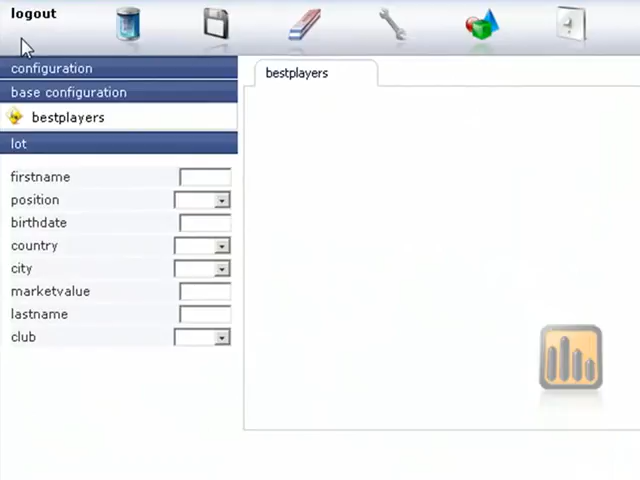 logout
configuration
base configuration
bestplayers
bestplayers
lot
firstname
position
birthdate
country
city
marketvalue
lastname
club